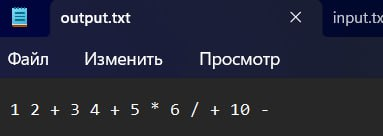 output.txt
input.tx
Файл Изменить Просмотр
1 2 + 3 4 + 5 * 6 / + 10 -